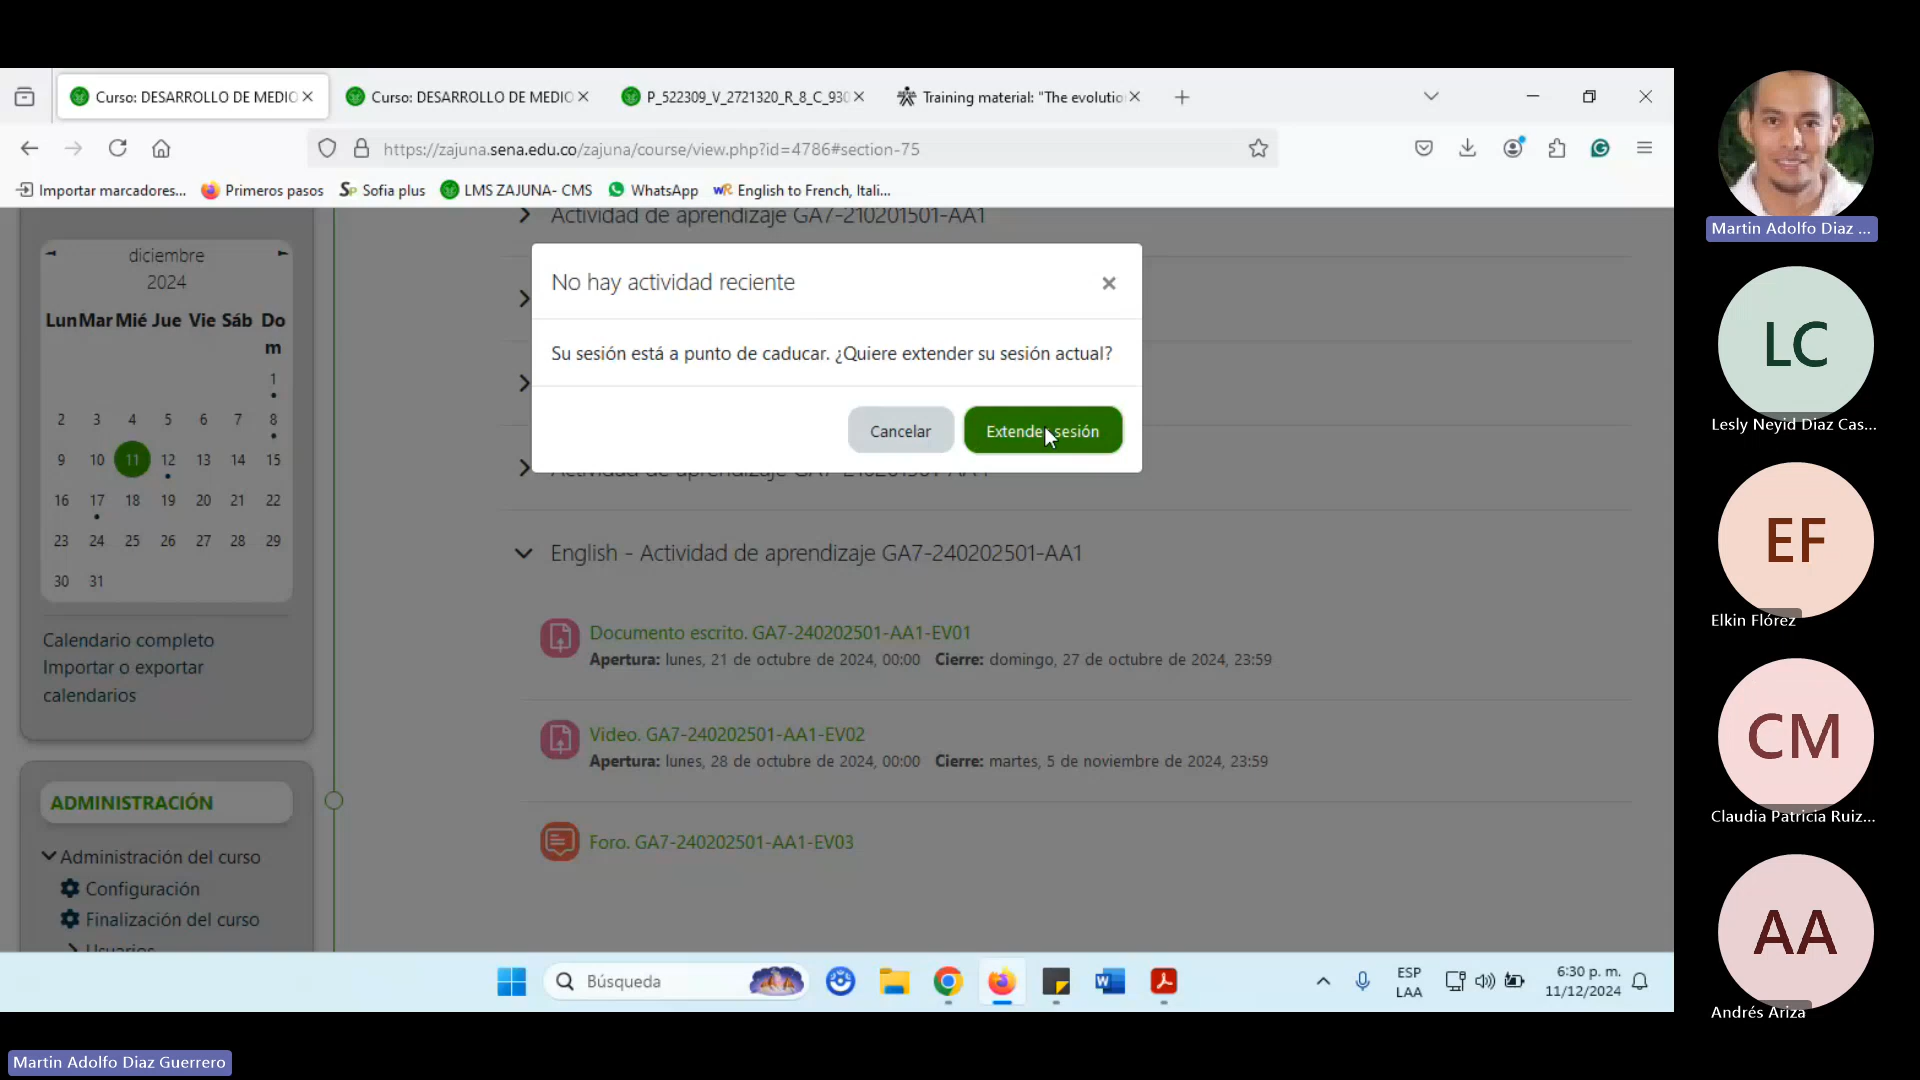 Curso: DESARROLLO DE MEDIO
Curso: DESARROLLO DE MEDIO
P_522309_V_2721320_R_8_C_930
Training material: "The evolutio
https://zajuna.sena.edu.co/zajuna/course/view.php?id=4786#section-75
Importar marcadores...
Primeros pasos
Sofia plus
LMS ZAJUNA- CMS
WhatsApp
English to French, Itali...
Actividad de aprendizaje GA7-210201501-AA1
diciembre
2024
Lun Mar Mié Jue Vie Sáb Do
m
1
2 3 4 5 6 7 8
9 10 11 12 13 14 15
16 17 18 19 20 21 22
23 24 25 26 27 28 29
30 31
Calendario completo
Importar o exportar
calendarios
ADMINISTRACIÓN
Administración del curso
Configuración
Finalización del curso
Usuarios
No hay actividad reciente
Su sesión está a punto de caducar. ¿Quiere extender su sesión actual?
Cancelar
Extender sesión
English - Actividad de aprendizaje GA7-240202501-AA1
Documento escrito. GA7-240202501-AA1-EV01
Apertura: lunes, 21 de octubre de 2024, 00:00 Cierre: domingo, 27 de octubre de 2024, 23:59
Video. GA7-240202501-AA1-EV02
Apertura: lunes, 28 de octubre de 2024, 00:00 Cierre: martes, 5 de noviembre de 2024, 23:59
Foro. GA7-240202501-AA1-EV03
Búsqueda
ESP
LAA
6:30 p. m.
11/12/2024
Martin Adolfo Diaz ...
LC
Lesly Neyid Diaz Cas...
EF
Elkin Flórez
CM
Claudia Patricia Ruiz...
AA
Andrés Ariza
Martin Adolfo Diaz Guerrero